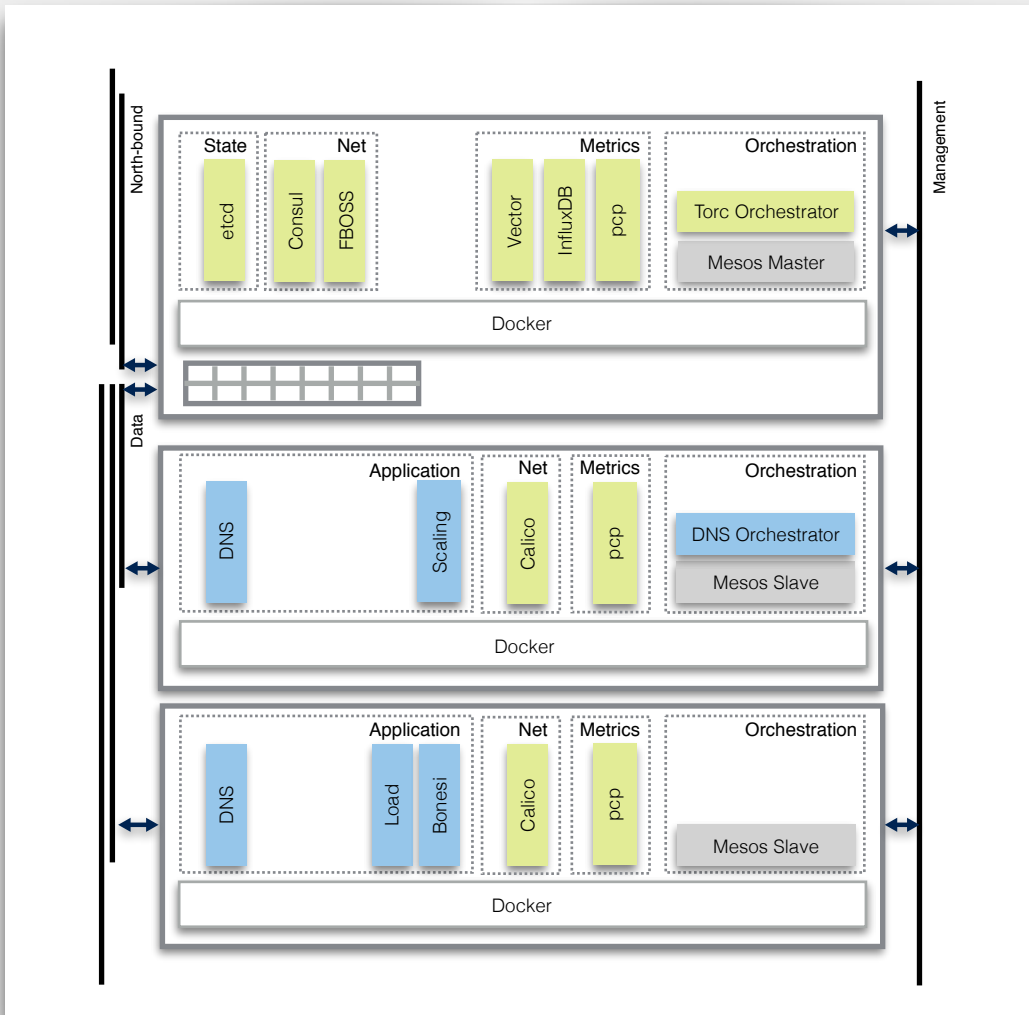 North-bound
Management
State
Net
Metrics
Orchestration
etcd
Consul
FBOSS
Vector
InfluxDB
pcp
Torc Orchestrator
Mesos Master
Docker
Data
Application
Net
Metrics
Orchestration
DNS
Scaling
Calico
pcp
DNS Orchestrator
Mesos Slave
Docker
Application
Net
Metrics
Orchestration
DNS
Load
Bonesi
Calico
pcp
Mesos Slave
Docker